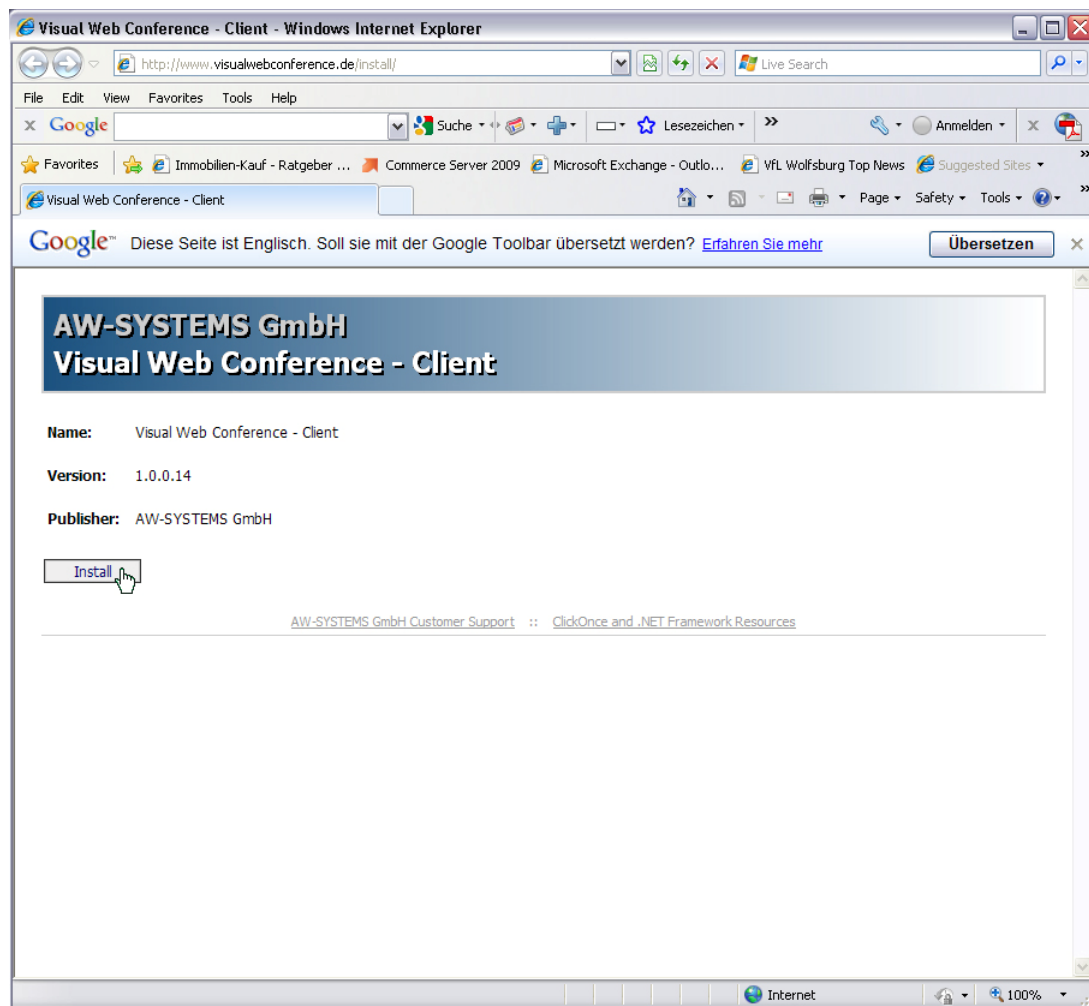 Visual Web Conference - Client - Windows Internet Explorer
http://www.visualwebconference.de/install/ Live Search
File Edit View Favorites Tools Help
x Google Suche Lesezeichen » Anmelden x
Favorites Immobilien-Kauf - Ratgeber ... Commerce Server 2009 Microsoft Exchange - Outlo... VfL Wolfsburg Top News Suggested Sites »
Visual Web Conference - Client Page Safety Tools »
Google™ Diese Seite ist Englisch. Soll sie mit der Google Toolbar übersetzt werden? Erfahren Sie mehr Übersetzen
AW-SYSTEMS GmbH
Visual Web Conference - Client
Name: Visual Web Conference - Client
Version: 1.0.0.14
Publisher: AW-SYSTEMS GmbH
Install
AW-SYSTEMS GmbH Customer Support :: ClickOnce and .NET Framework Resources
Internet 100%